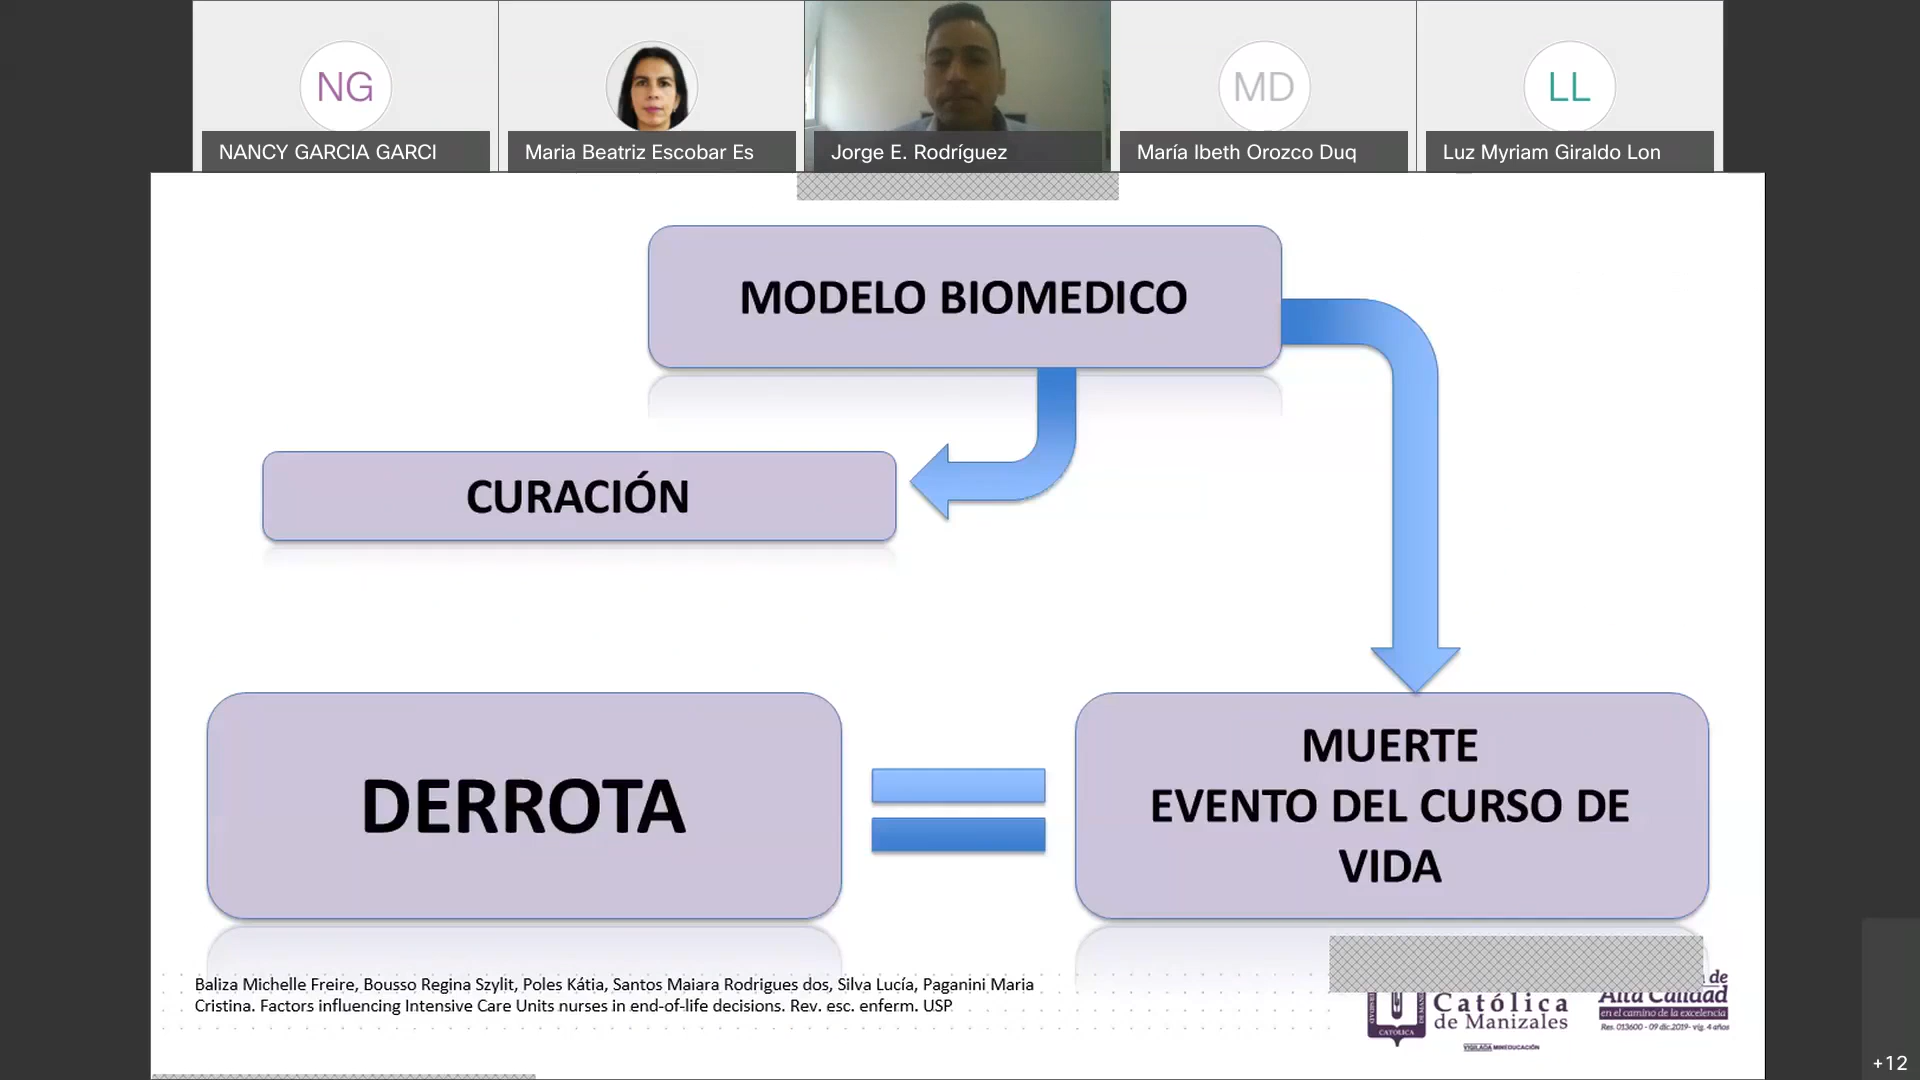 NG
MD
LL
NANCY GARCIA GARCI
Maria Beatriz Escobar Es
Jorge E. Rodríguez
María Ibeth Orozco Duq
Luz Myriam Giraldo Lon
MODELO BIOMEDICO
CURACIÓN
DERROTA
MUERTE
EVENTO DEL CURSO DE
VIDA
Baliza Michelle Freire, Bousso Regina Szylit, Poles Kátia, Santos Maiara Rodrigues dos, Silva Lucía, Paganini Maria
Cristina. Factors influencing Intensive Care Units nurses in end-of-life decisions. Rev. esc. enferm. USP
Católica
de Manizales
CATÓLICA
VIGILADA MINEDUCACIÓN
de
Alta Calidad
en el camino de la excelencia
Res. 013600 - 09 dic.2019- vig. 4 años
+12